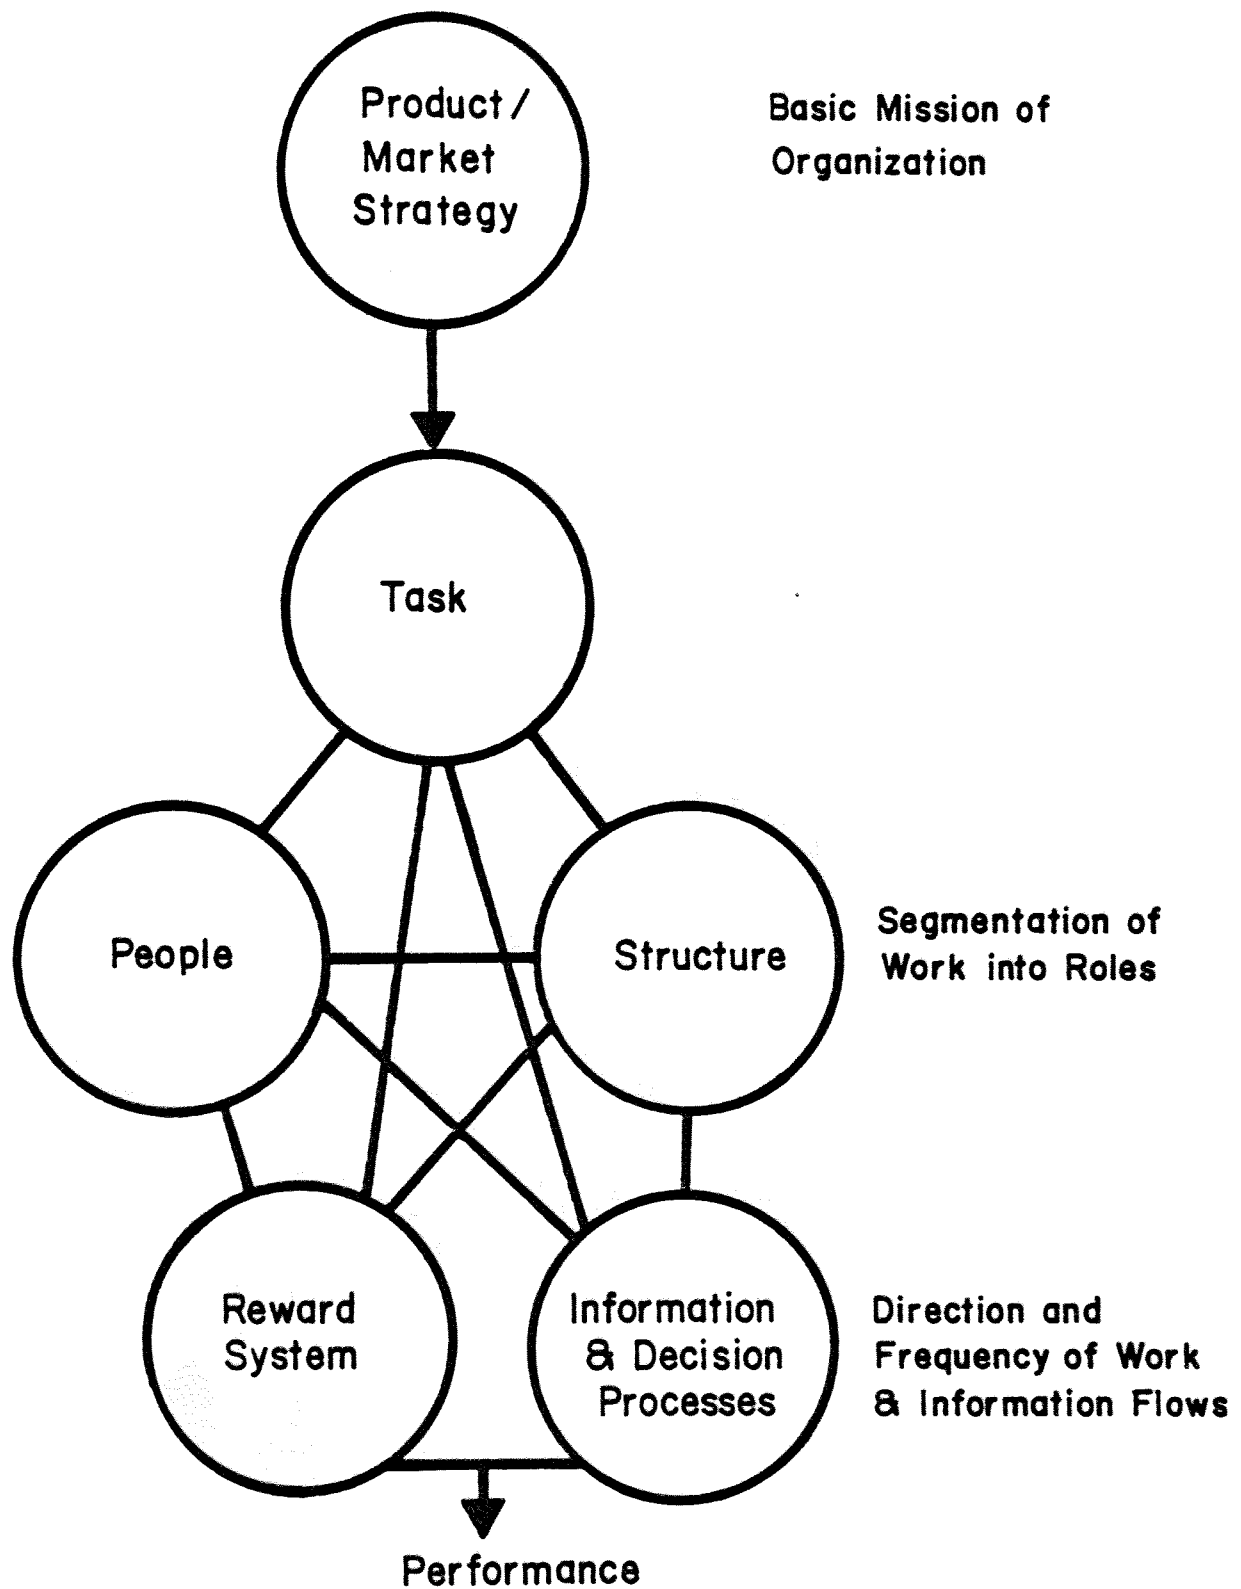 Product/
Market
Strategy
Basic Mission of
Organization
Task
People
Structure
Segmentation of
Work into Roles
Reward
System
Information
& Decision
Processes
Direction and
Frequency of Work
& Information Flows
Performance